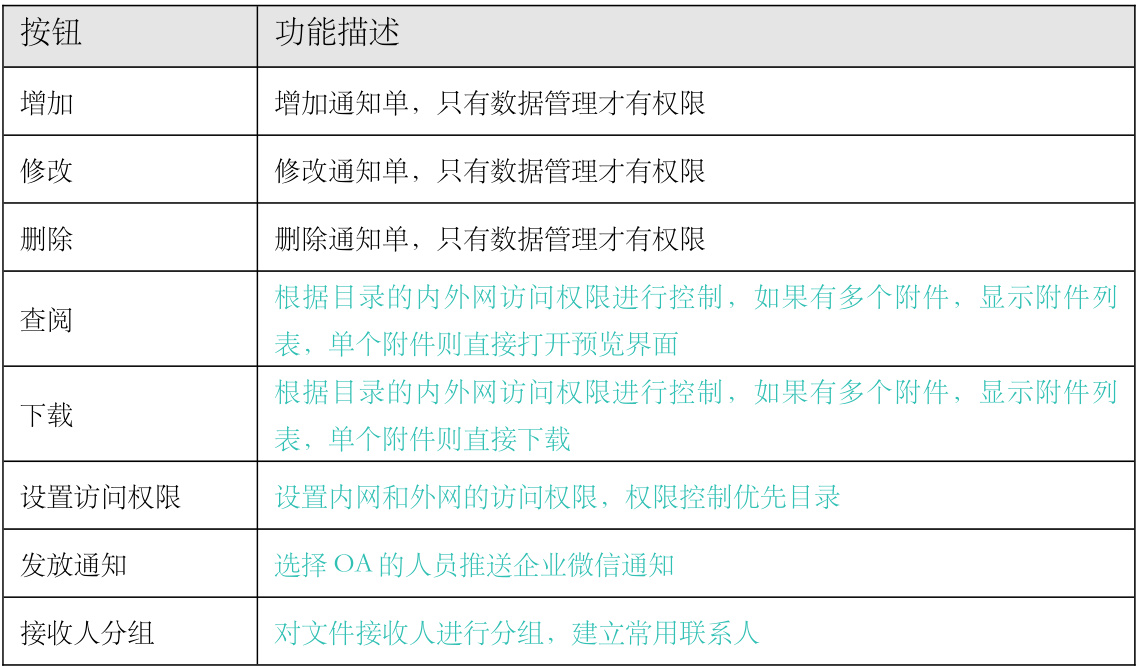 按钮
功能描述
增加
增加通知单，只有数据管理才有权限
修改
修改通知单，只有数据管理才有权限
删除
删除通知单，只有数据管理才有权限
查阅
根据目录的内外网访问权限进行控制，如果有多个附件，显示附件列
表，单个附件则直接打开预览界面
下载
根据目录的内外网访问权限进行控制，如果有多个附件，显示附件列
表，单个附件则直接下载
设置访问权限
设置内网和外网的访问权限，权限控制优先目录
发放通知
选择 OA 的人员推送企业微信通知
接收人分组
对文件接收人进行分组，建立常用联系人